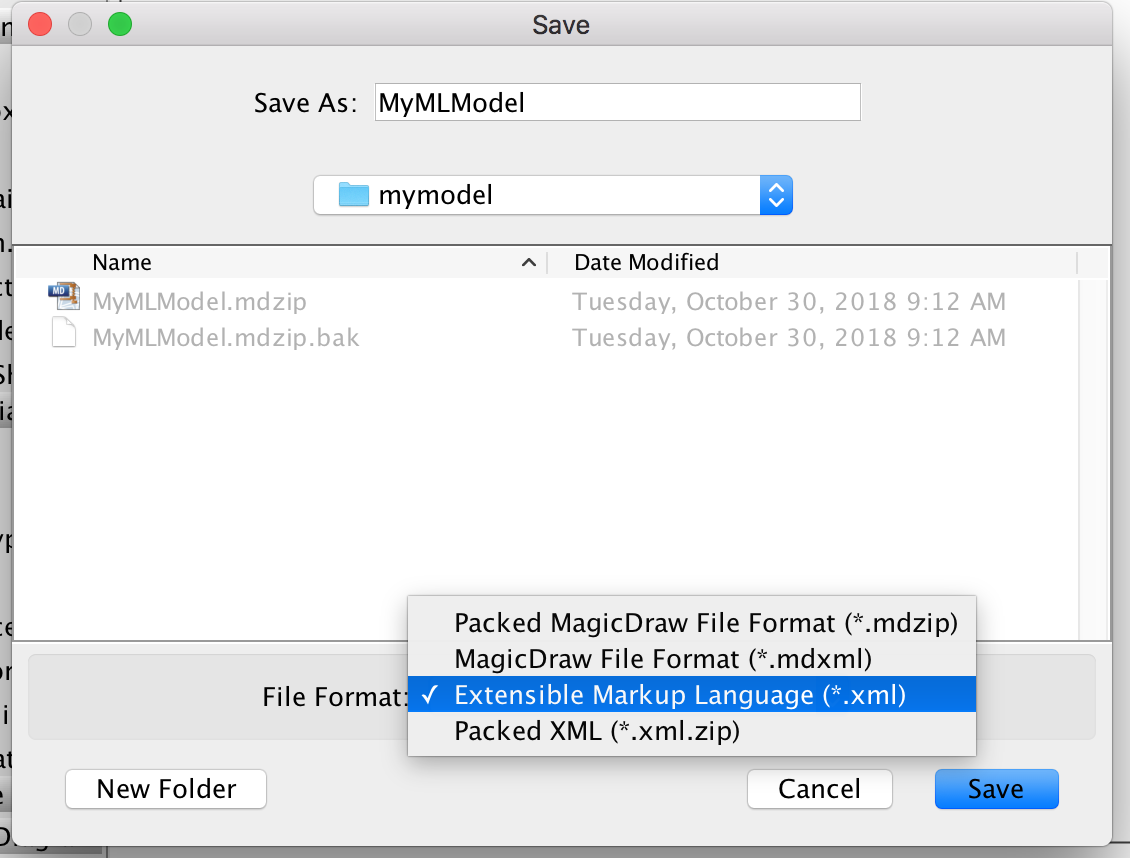 Save
Save As: MyMLModel
mymodel
Name Date Modified
MD MyMLModel.mdzip Tuesday, October 30, 2018 9:12 AM
MyMLModel.mdzip.bak Tuesday, October 30, 2018 9:12 AM
Packed MagicDraw File Format (*.mdzip)
MagicDraw File Format (*.mdxml)
File Format: ✓ Extensible Markup Language (*.xml)
Packed XML (*.xml.zip)
New Folder Cancel Save